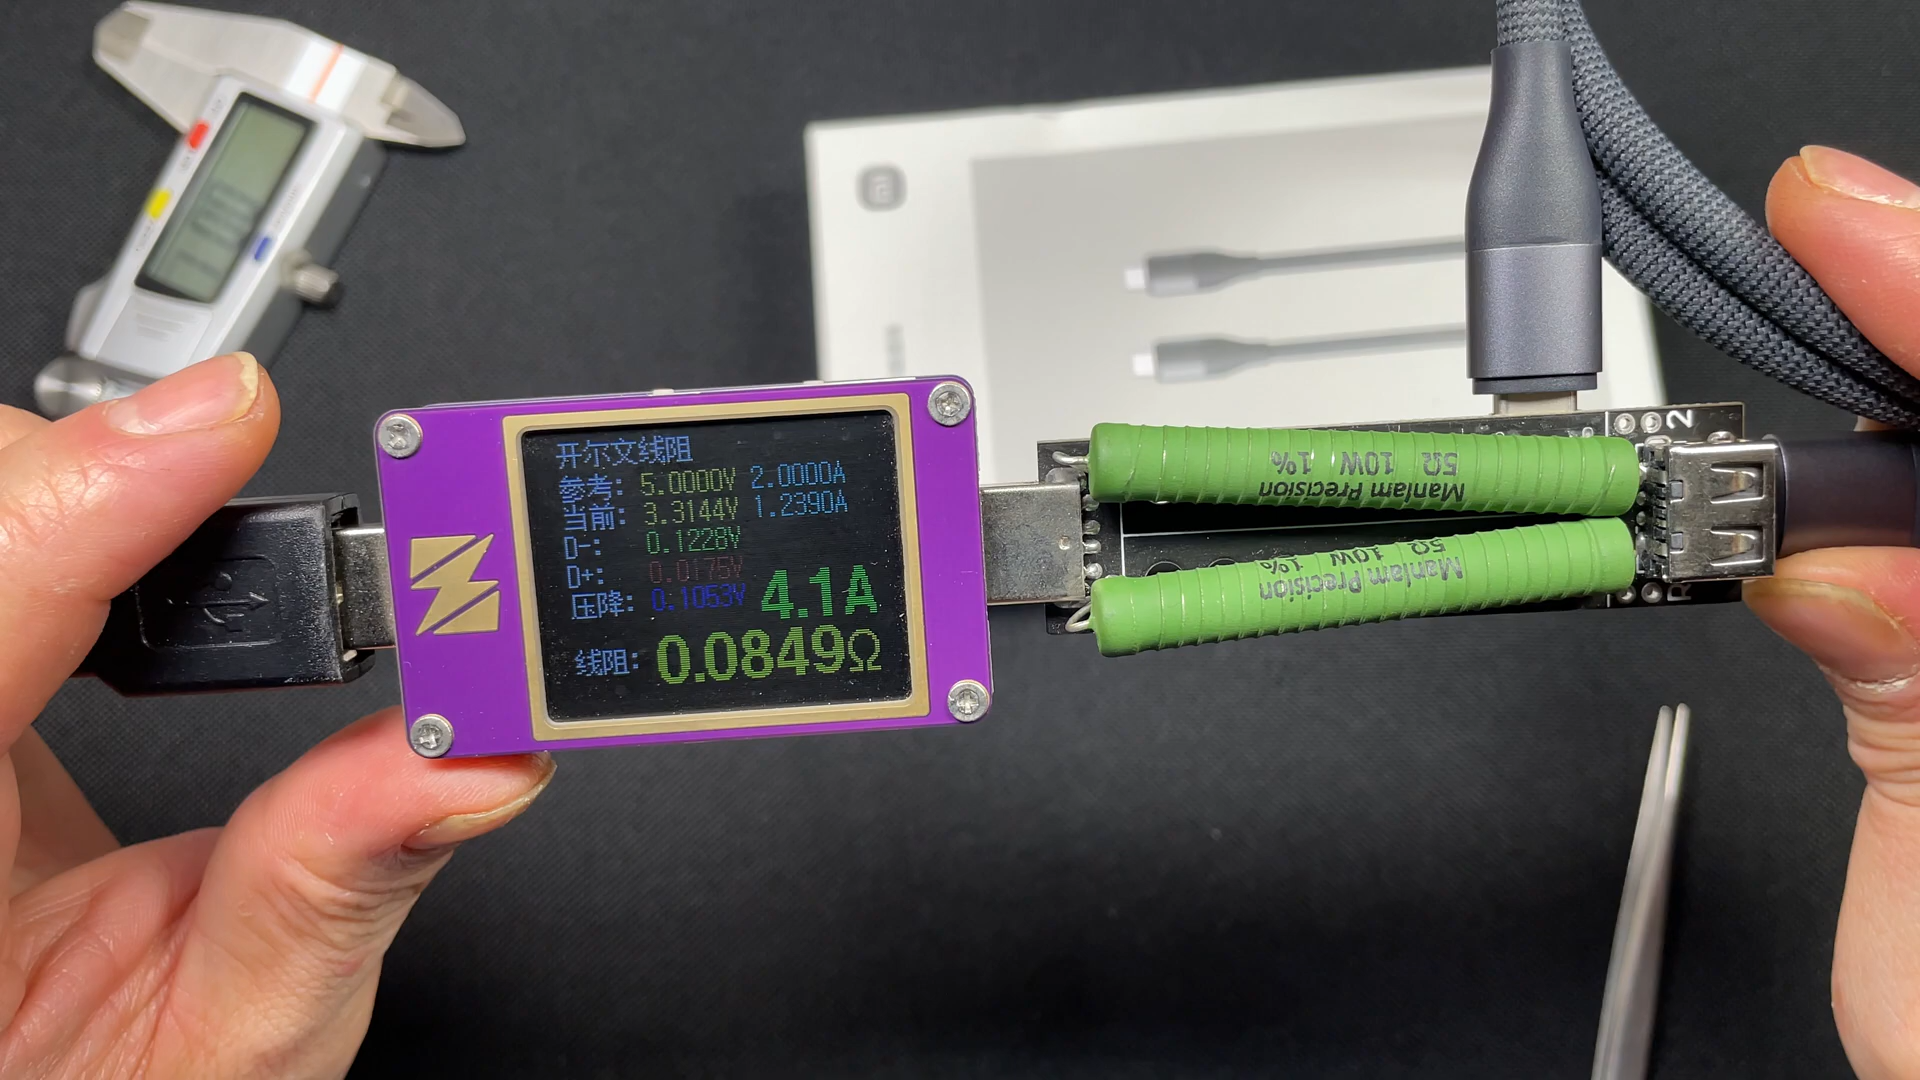 开尔文线阻
参考: 5.0000V 2.0000A
当前: 3.3144V 1.2390A
D-: 0.1228V
D+: 0.0175V
压降: 0.1053V 4.1A
线阻: 0.0849Ω
Manlam Precision
5Ω 10W 1%
Manlam Precision
5Ω 10W 1%
2
R